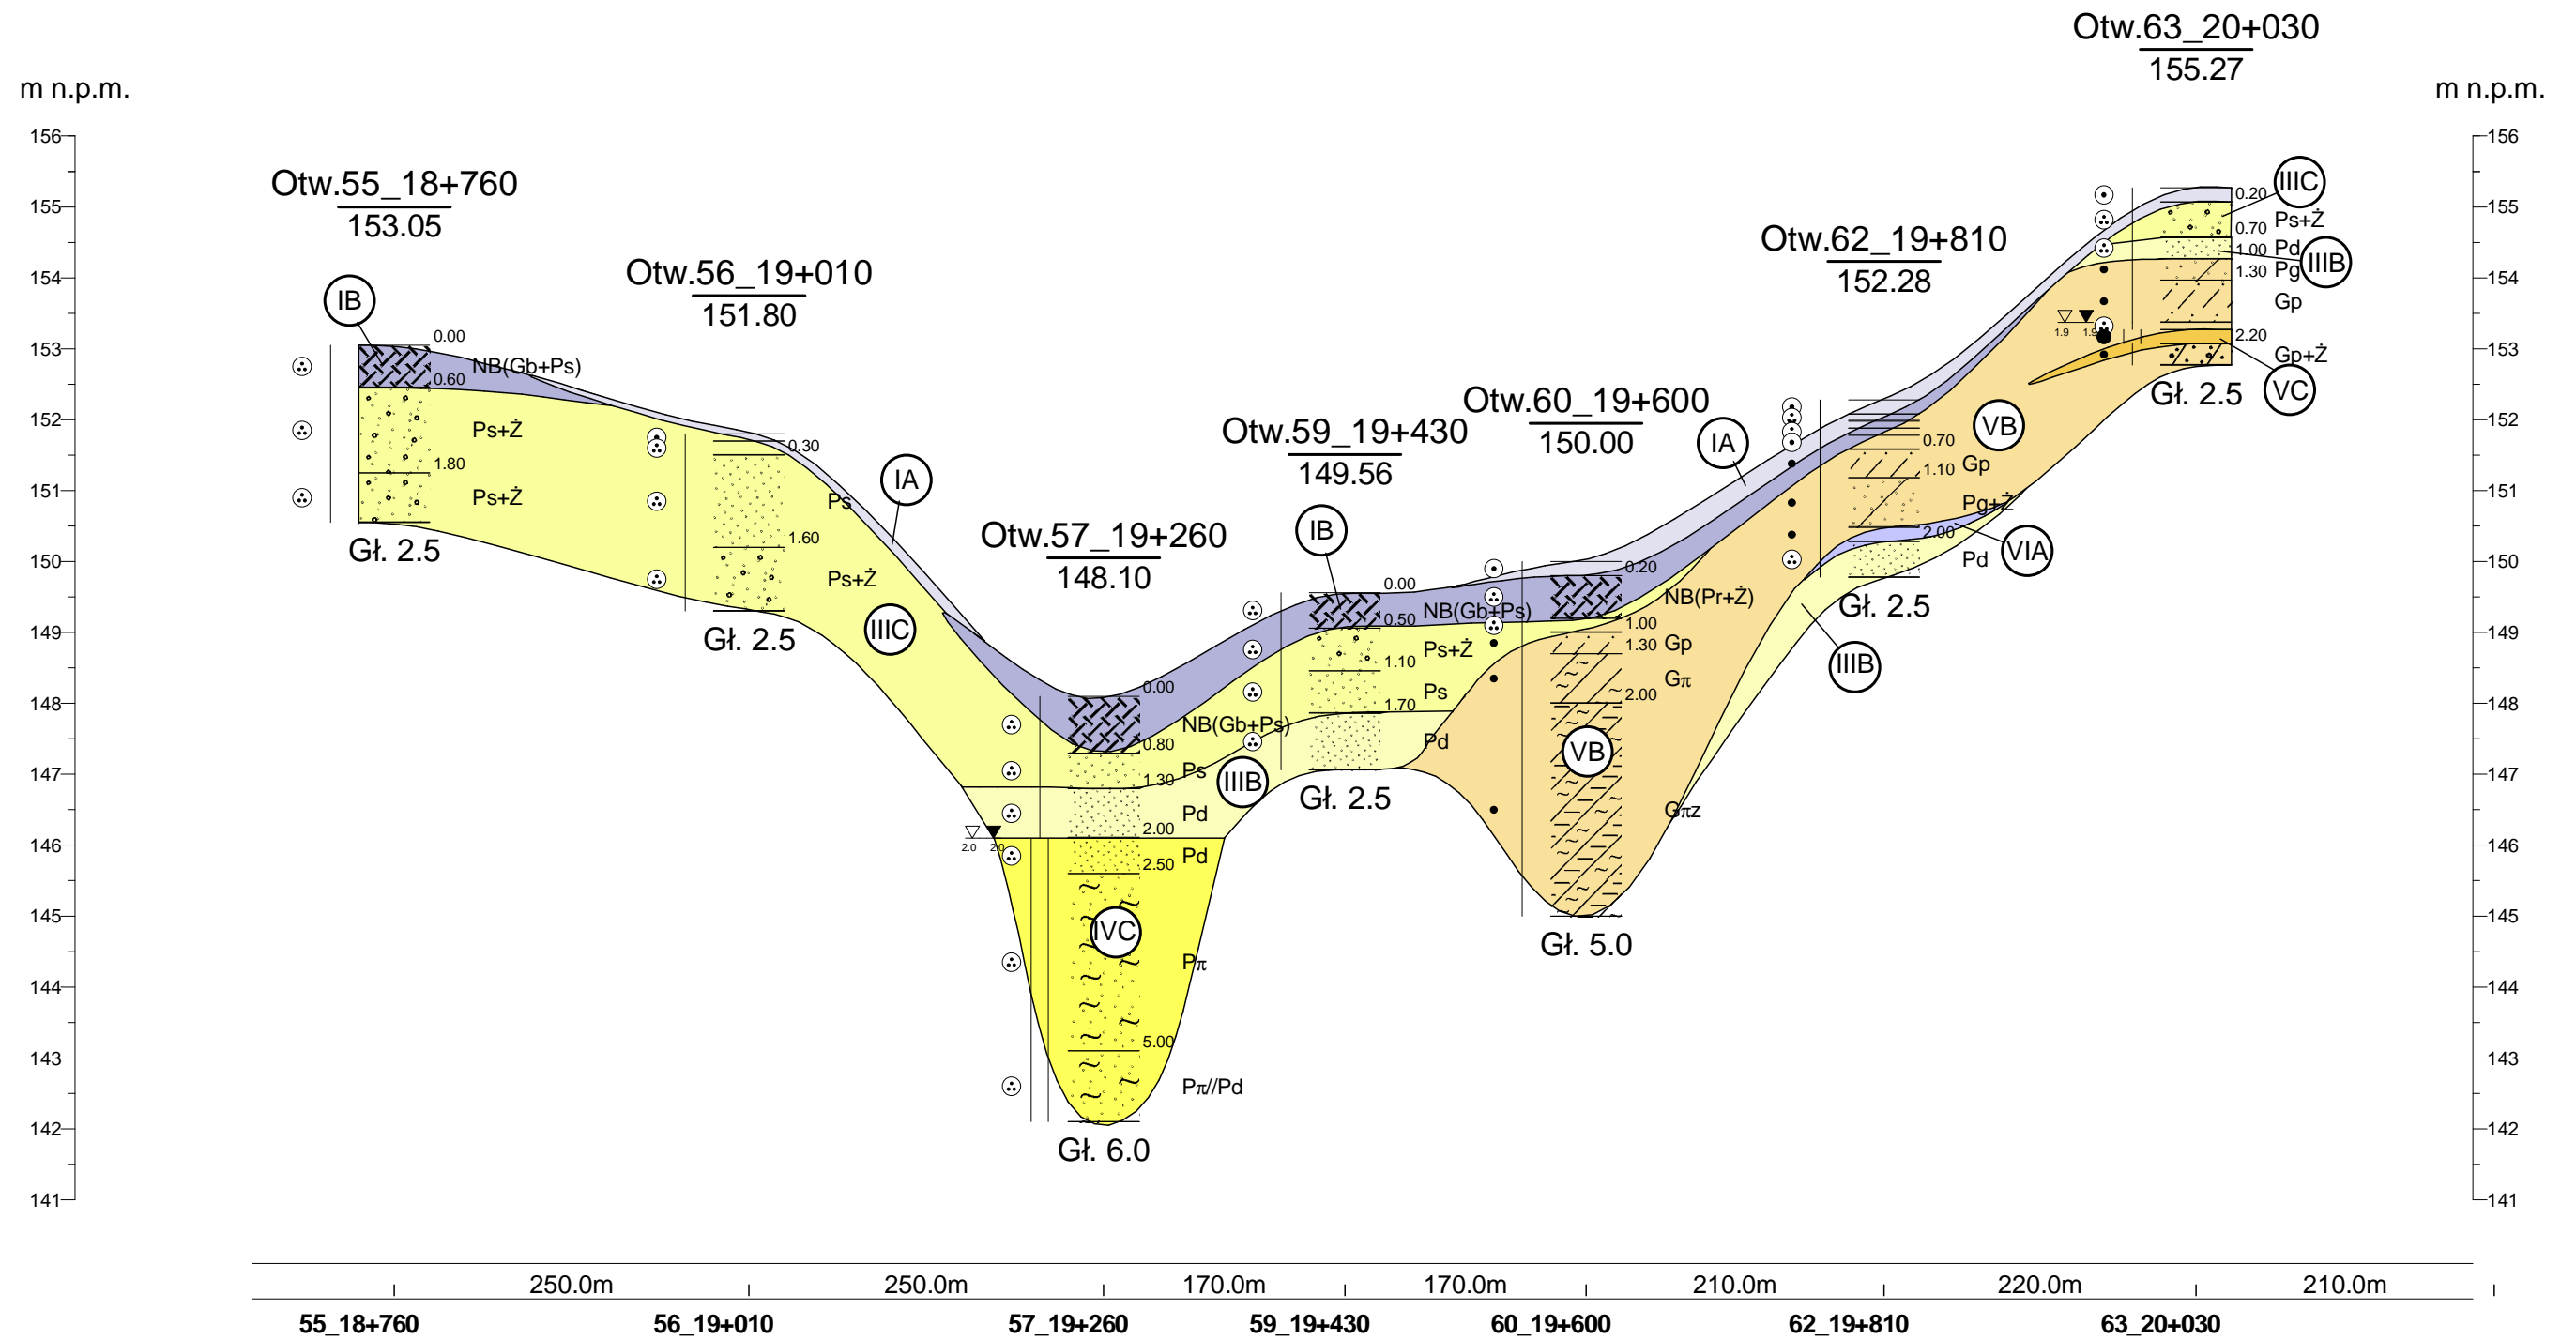 Otw.63_20+030
155.27
m n.p.m.
m n.p.m.
156
156
Otw.55_18+760
153.05
IIIC
0.20
155
155
Ps+Ż
0.70
Otw.62_19+810
152.28
Pd
1.00
IIIB
Pg
1.30
154
154
Otw.56_19+010
151.80
IB
Gp
1.9
1.9
0.00
2.20
153
153
Gp+Ż
NB(Gb+Ps)
0.60
Gł. 2.5
VC
Otw.60_19+600
150.00
152
152
Otw.59_19+430
149.56
VB
Ps+Ż
IA
0.30
0.70
1.80
Gp
1.10
IA
151
151
Ps+Ż
Ps
Pg+Ż
Otw.57_19+260
148.10
IB
2.00
1.60
Gł. 2.5
VIA
150
150
Pd
0.20
Ps+Ż
0.00
NB(Pr+Ż)
Gł. 2.5
NB(Gb+Ps)
0.50
1.00
149
149
IIIC
Gł. 2.5
Gp
1.30
Ps+Ż
1.10
IIIB
Gπ
0.00
Ps
2.00
148
148
1.70
NB(Gb+Ps)
0.80
Pd
VB
147
147
Ps
1.30
IIIB
Gł. 2.5
Pd
Gπz
2.00
146
146
2.0
2.0
Pd
2.50
145
145
IVC
Gł. 5.0
Pπ
144
144
5.00
143
143
Pπ//Pd
142
142
Gł. 6.0
141
141
250.0m
250.0m
170.0m
170.0m
210.0m
220.0m
210.0m
55_18+760
56_19+010
57_19+260
59_19+430
60_19+600
62_19+810
63_20+030